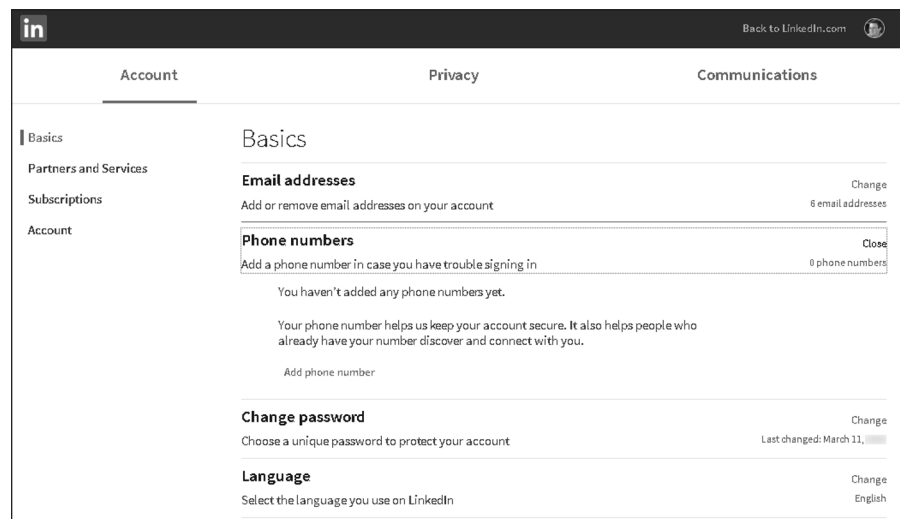 in
Back to LinkedIn.com
Account
Privacy
Communications
Basics
Partners and Services
Subscriptions
Account
Basics
Email addresses
Change
Add or remove email addresses on your account
6 email addresses
Phone numbers
Close
Add a phone number in case you have trouble signing in
0 phone numbers
You haven't added any phone numbers yet.
Your phone number helps us keep your account secure. It also helps people who
already have your number discover and connect with you.
Add phone number
Change password
Change
Choose a unique password to protect your account
Last changed: March 11,
Language
Change
Select the language you use on LinkedIn
English